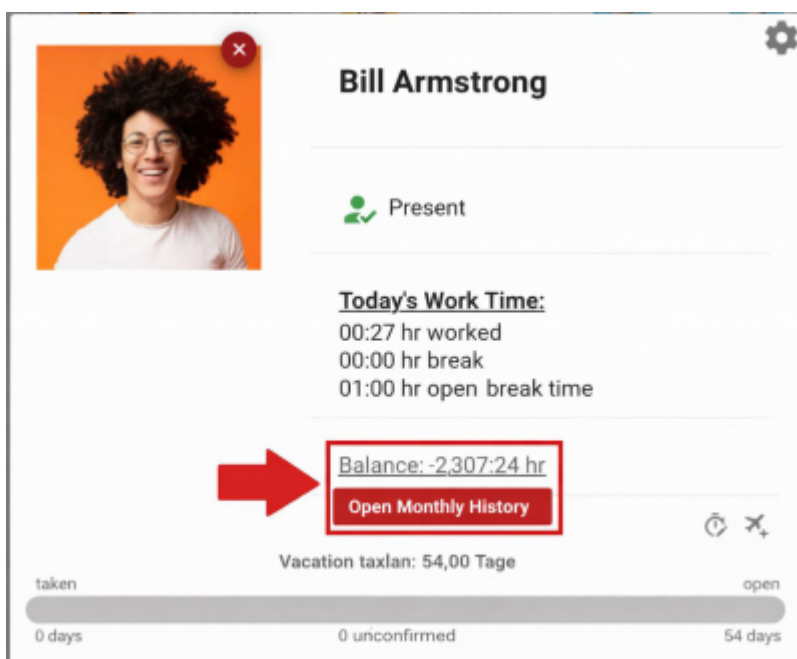 Bill Armstrong
Present
Today's Work Time:
00:27 hr worked
00:00 hr break
01:00 hr open break time
Balance: -2,307:24 hr
Open Monthly History
Vacation taxlan: 54,00 Tage
taken open
0 days 0 unconfirmed 54 days